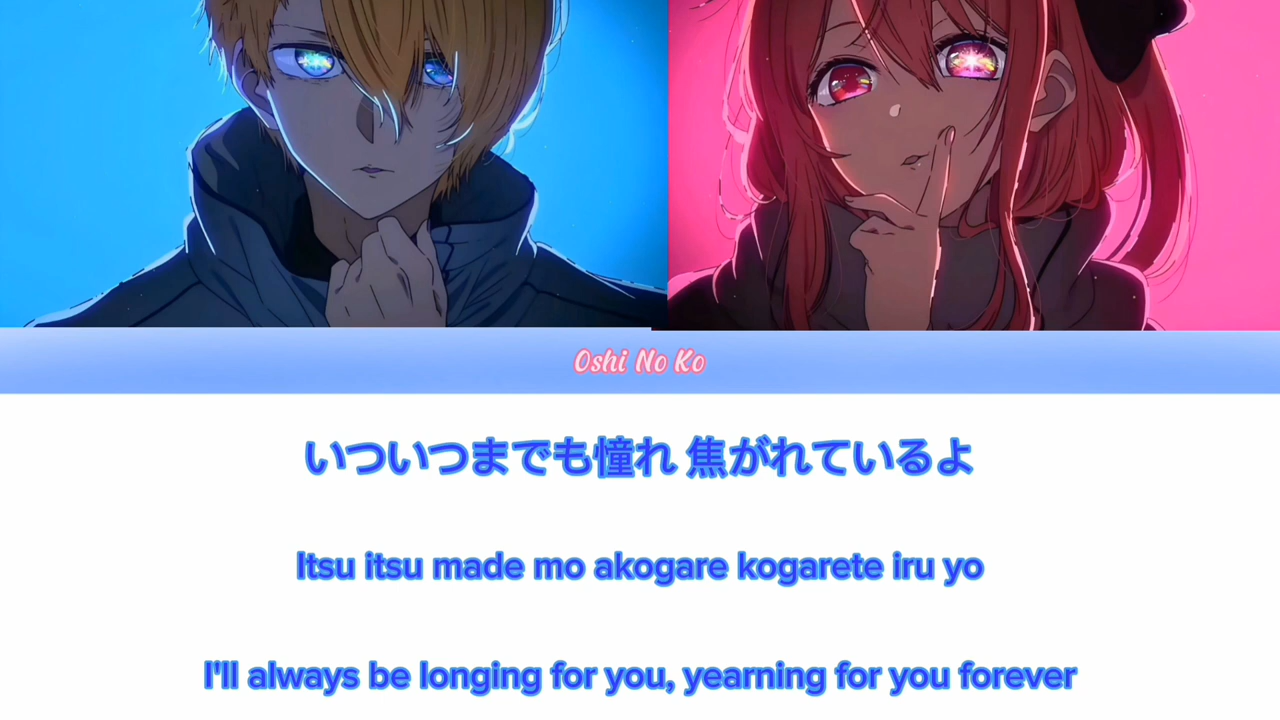 Oshi No Ko
いついつまでも憧れ 焦がれているよ
Itsu itsu made mo akogare kogarete iru yo
I'll always be longing for you, yearning for you forever